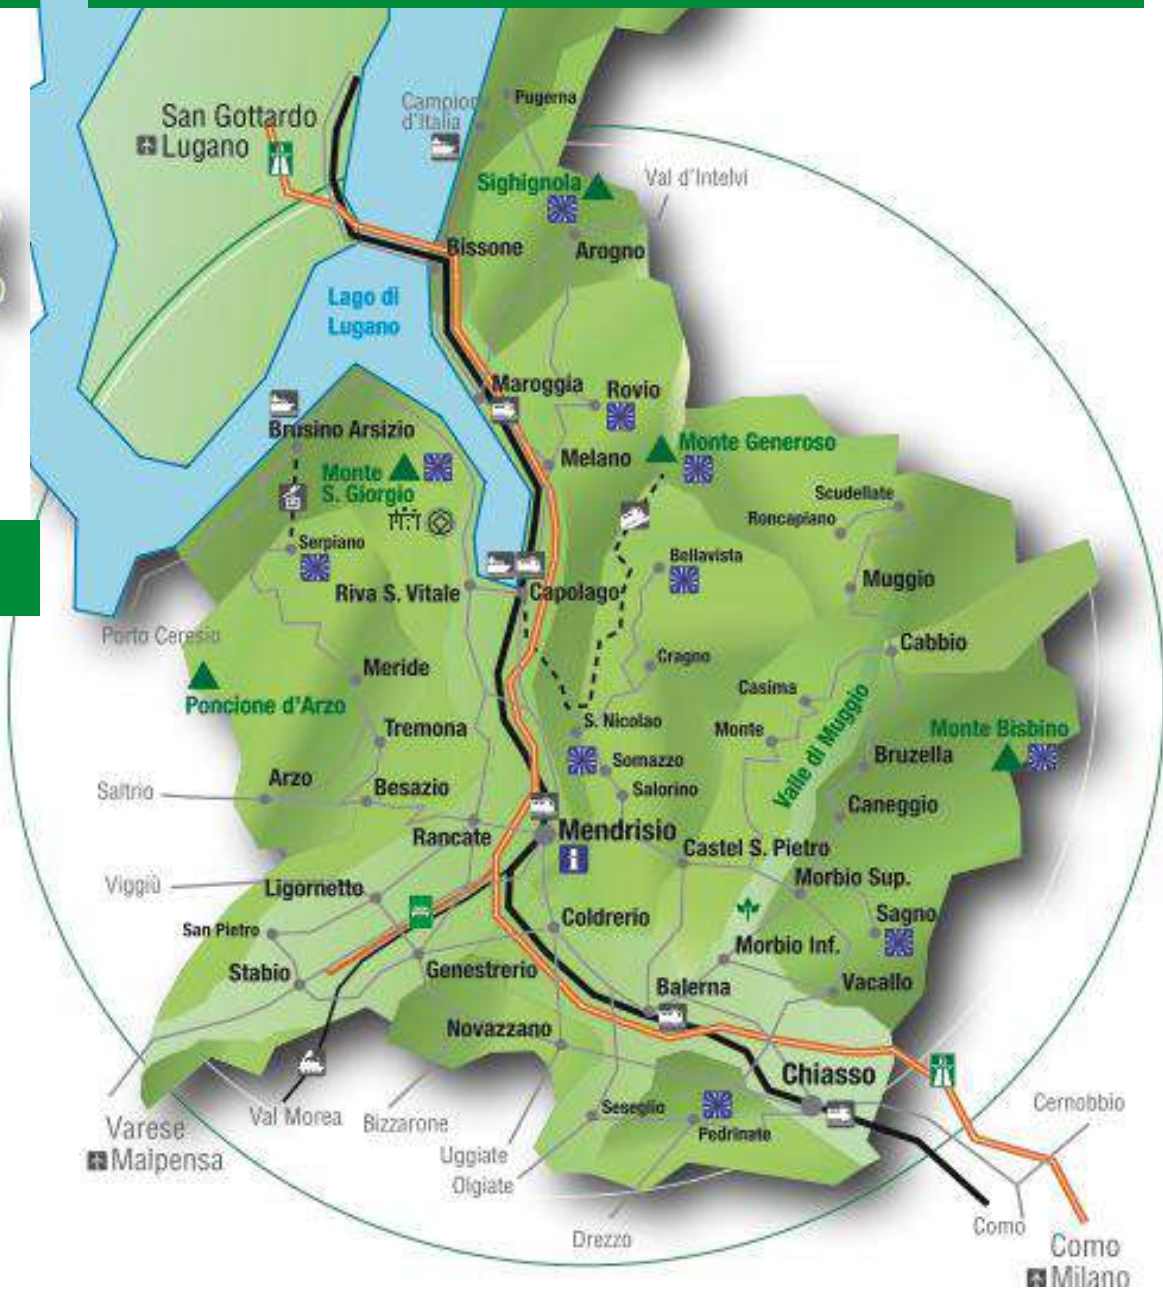 San Gottardo
Lugano
Campione
d'Italia
Pugerna
Sighignola
Val d'Intelvi
Bissone
Arogno
Lago di
Lugano
Maroggia
Rovio
Brusino Arsizio
Monte
S. Giorgio
Melano
Monte Generoso
Scudellate
Roncapiano
Serpiano
Bellavista
Riva S. Vitale
Capolago
Muggio
Porto Ceresio
Cabbio
Meride
Cragno
Casima
Poncione d'Arzo
S. Nicolao
Monte
Valle di Muggio
Monte Bisbino
Tremona
Bruzella
Somazzo
Arzo
Besazio
Salorino
Saltrio
Caneggio
Rancate
Mendrisio
Castel S. Pietro
Viggiù
Ligornetto
Morbio Sup.
Coldrerio
Sagno
San Pietro
Morbio Inf.
Stabio
Genestrerio
Balerna
Vacallo
Novazzano
Chiasso
Varese
Malpensa
Val Morea
Bizzarone
Seseglio
Pedrinate
Cernobbio
Uggiate
Olgiate
Drezzo
Como
Como
Milano